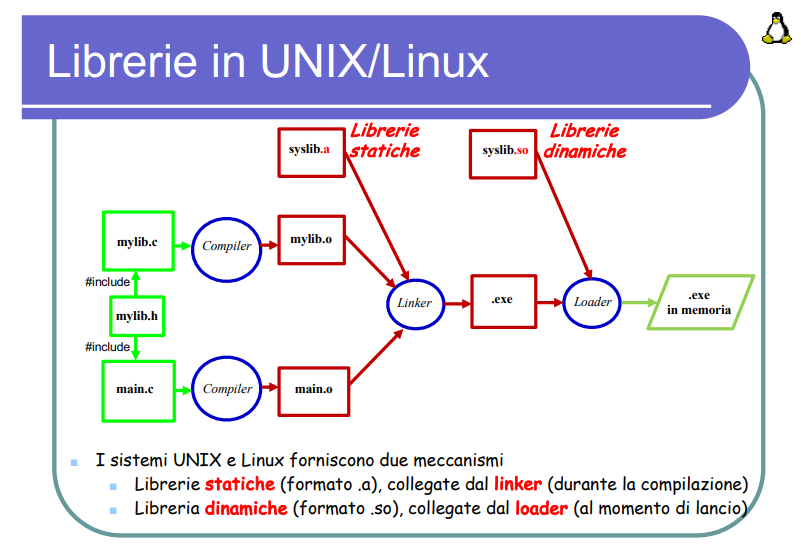 Librerie in UNIX/Linux
Librerie
statiche
syslib.a
Librerie
dinamiche
syslib.so
mylib.c
Compiler
mylib.o
#include
mylib.h
#include
Linker
.exe
Loader
.exe
in memoria
main.c
Compiler
main.o
I sistemi UNIX e Linux forniscono due meccanismi
Librerie statiche (formato .a), collegate dal linker (durante la compilazione)
Libreria dinamiche (formato .so), collegate dal loader (al momento di lancio)